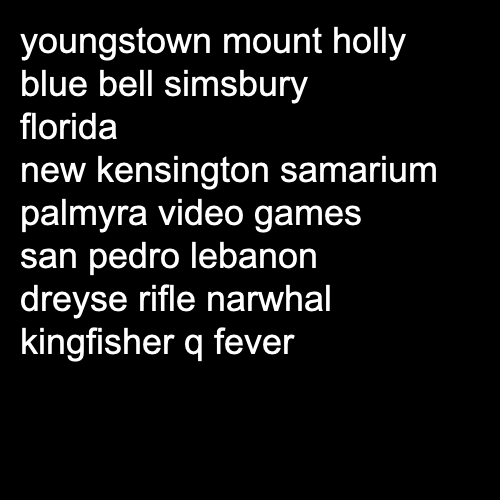 youngstown mount holly
blue bell simsbury
florida
new kensington samarium
palmyra video games
san pedro lebanon
dreyse rifle narwhal
kingfisher q fever